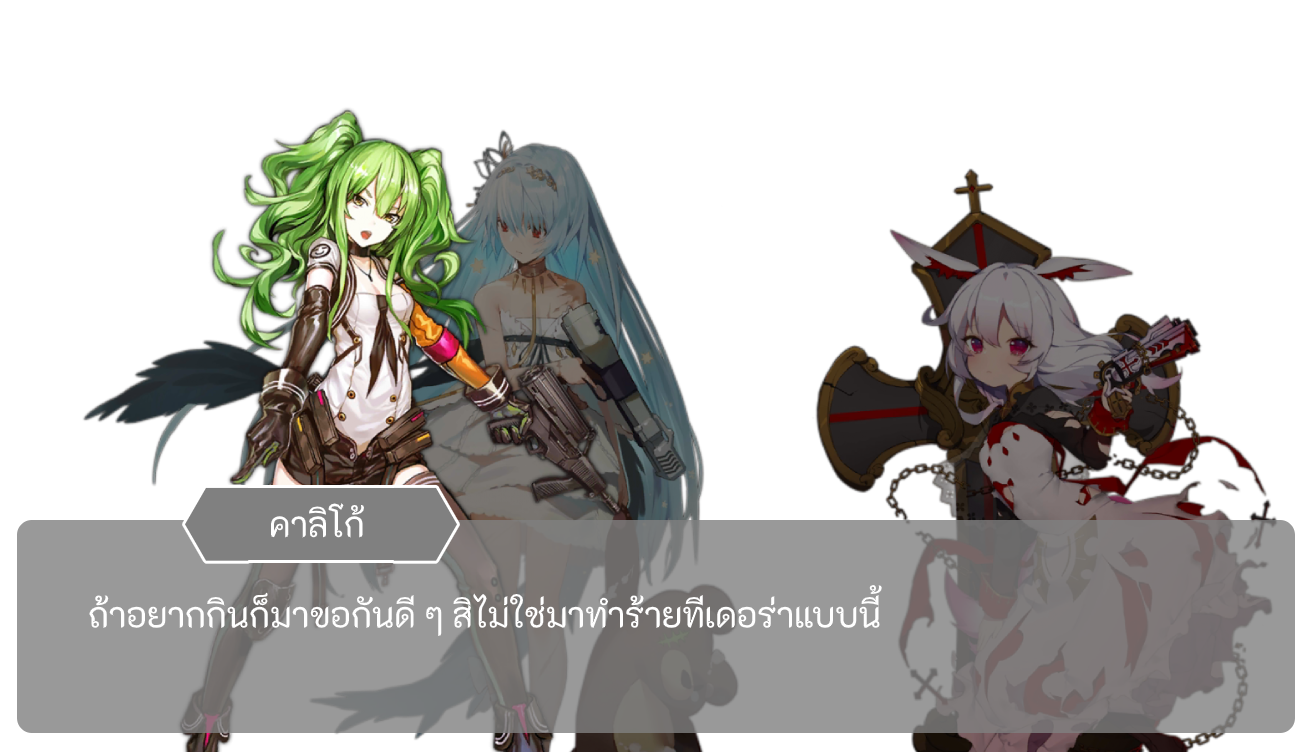 คาลิโก้
ถ้าอยากกินก็มาขอกันดี ๆ สิไม่ใช่มาทำร้ายทีเดอร่าแบบนี้